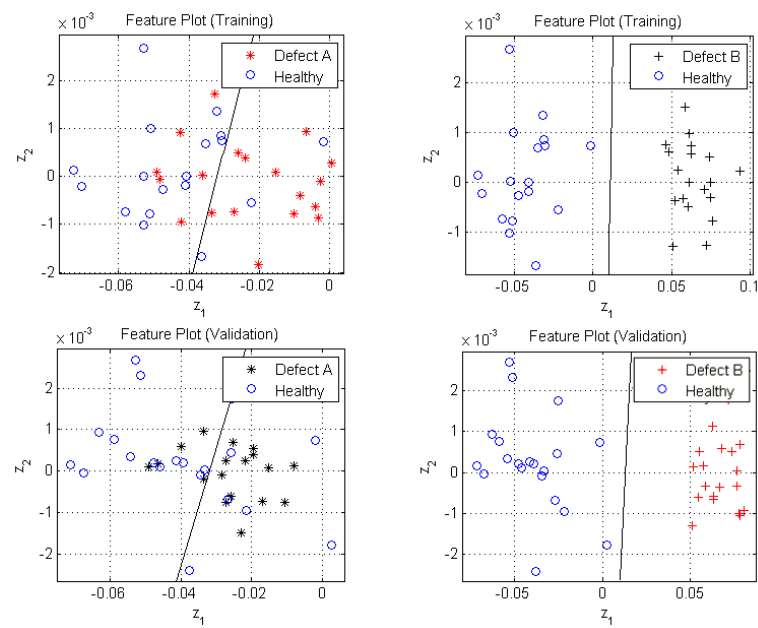 Feature Plot (Training)
× 10⁻³
Defect A
Healthy
2
1
0
-1
-2
z₂
-0.06
-0.04
-0.02
0
z₁
Feature Plot (Training)
× 10⁻³
Defect B
Healthy
2
1
0
-1
z₂
-0.05
0
0.05
0.1
z₁
Feature Plot (Validation)
× 10⁻³
Defect A
Healthy
2
1
0
-1
-2
z₂
-0.06
-0.04
-0.02
0
z₁
Feature Plot (Validation)
× 10⁻³
Defect B
Healthy
2
0
-2
z₂
-0.05
0
0.05
z₁